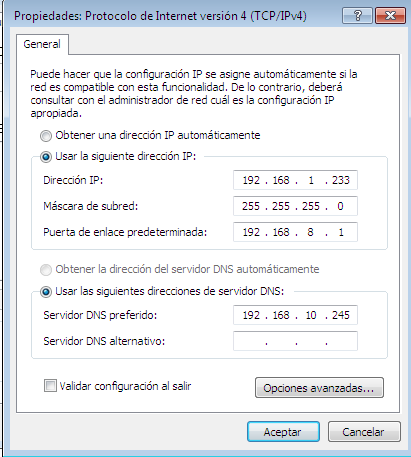 Propiedades: Protocolo de Internet versión 4 (TCP/IPv4)
General
Puede hacer que la configuración IP se asigne automáticamente si la
red es compatible con esta funcionalidad. De lo contrario, deberá
consultar con el administrador de red cuál es la configuración IP
apropiada.
Obtener una dirección IP automáticamente
Usar la siguiente dirección IP:
Dirección IP: 192 . 168 . 1 . 233
Máscara de subred: 255 . 255 . 255 . 0
Puerta de enlace predeterminada: 192 . 168 . 8 . 1
Obtener la dirección del servidor DNS automáticamente
Usar las siguientes direcciones de servidor DNS:
Servidor DNS preferido: 192 . 168 . 10 . 245
Servidor DNS alternativo: . . .
Validar configuración al salir
Opciones avanzadas...
Aceptar Cancelar